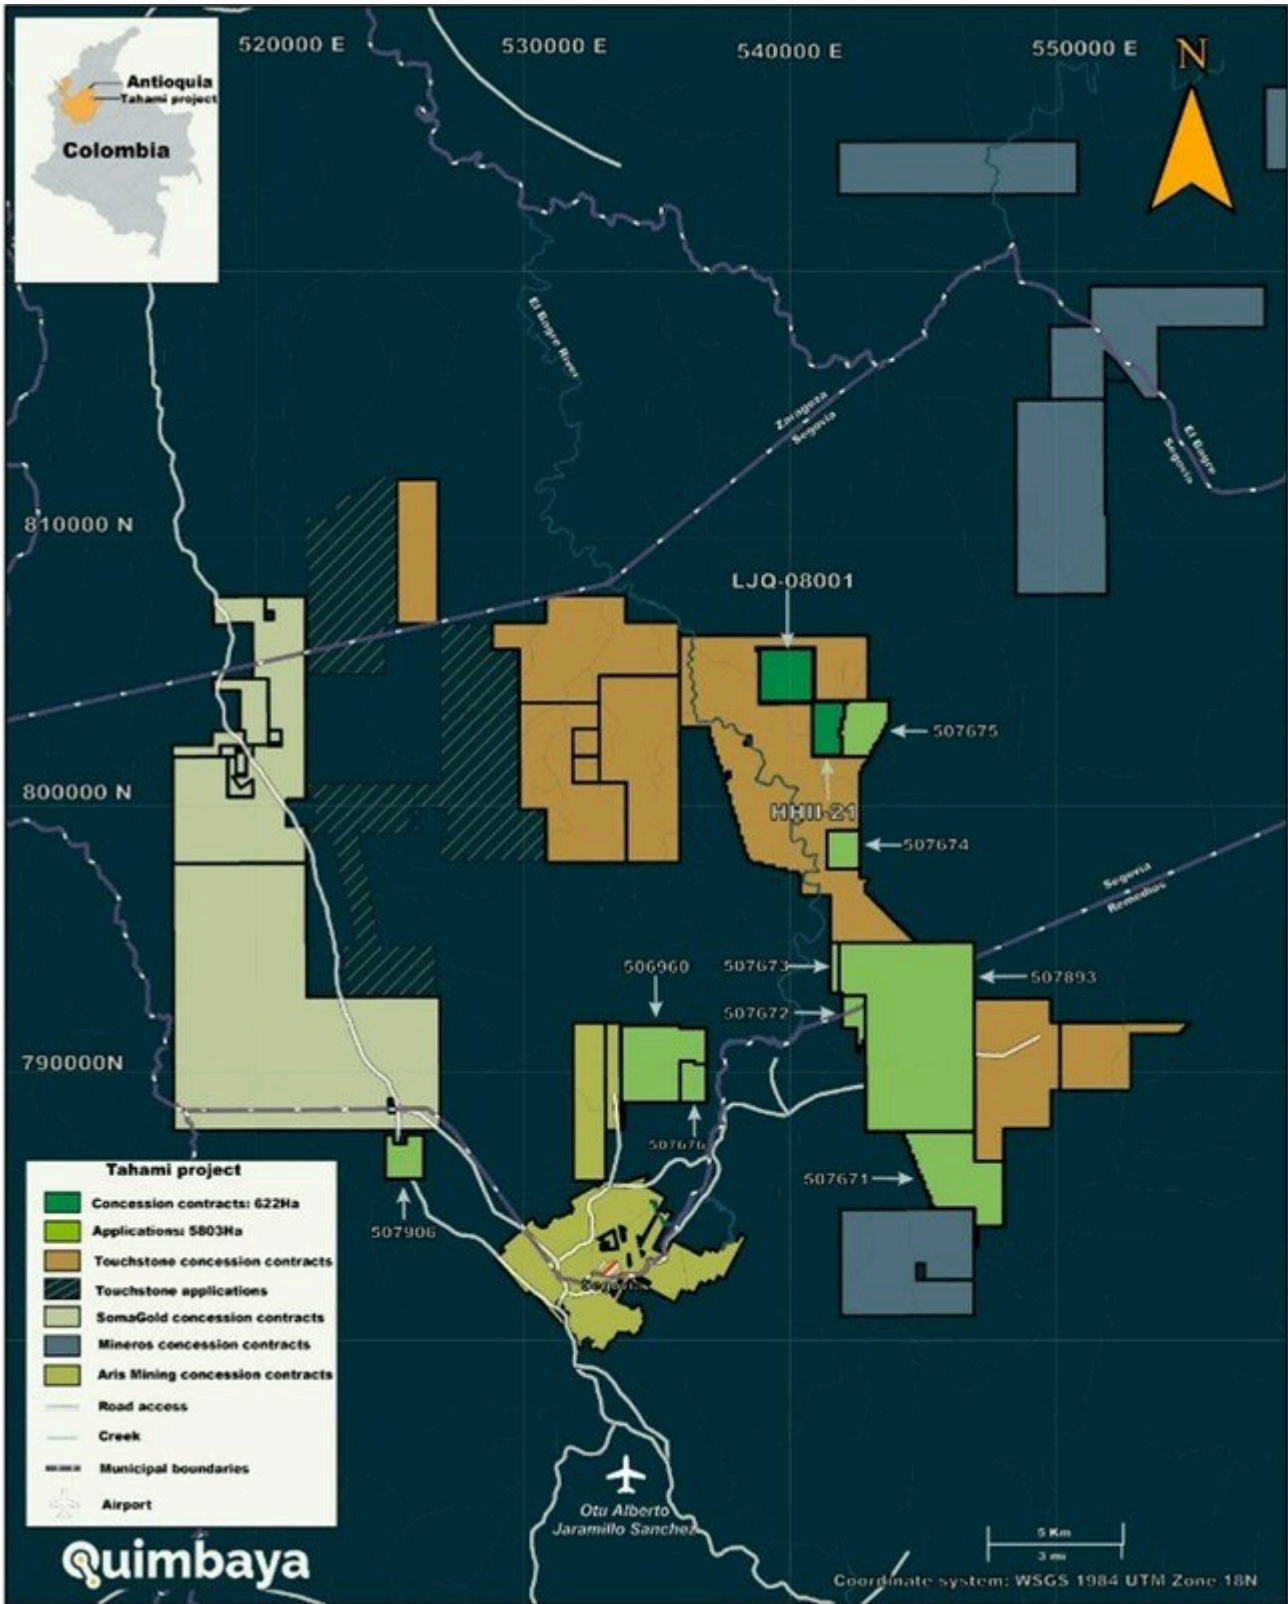 520000 E
530000 E
540000 E
550000 E
N
Antioquia
Tahami project
Colombia
El Bagre River
Zaragoza
Segovia
El Bagre
Segovia
810000 N
LJQ-08001
507675
800000 N
HHII-21
507674
Segovia
Remedios
506960
507673
507893
507672
790000N
507676
507671
507906
Tahami project
Concession contracts: 622Ha
Applications: 5803Ha
Touchstone concession contracts
Touchstone applications
SomaGold concession contracts
Mineros concession contracts
Aris Mining concession contracts
Road access
Creek
Municipal boundaries
Airport
Otu Alberto
Jaramillo Sanchez
Quimbaya
5 Km
3 mi
Coordinate system: WSGS 1984 UTM Zone 18N